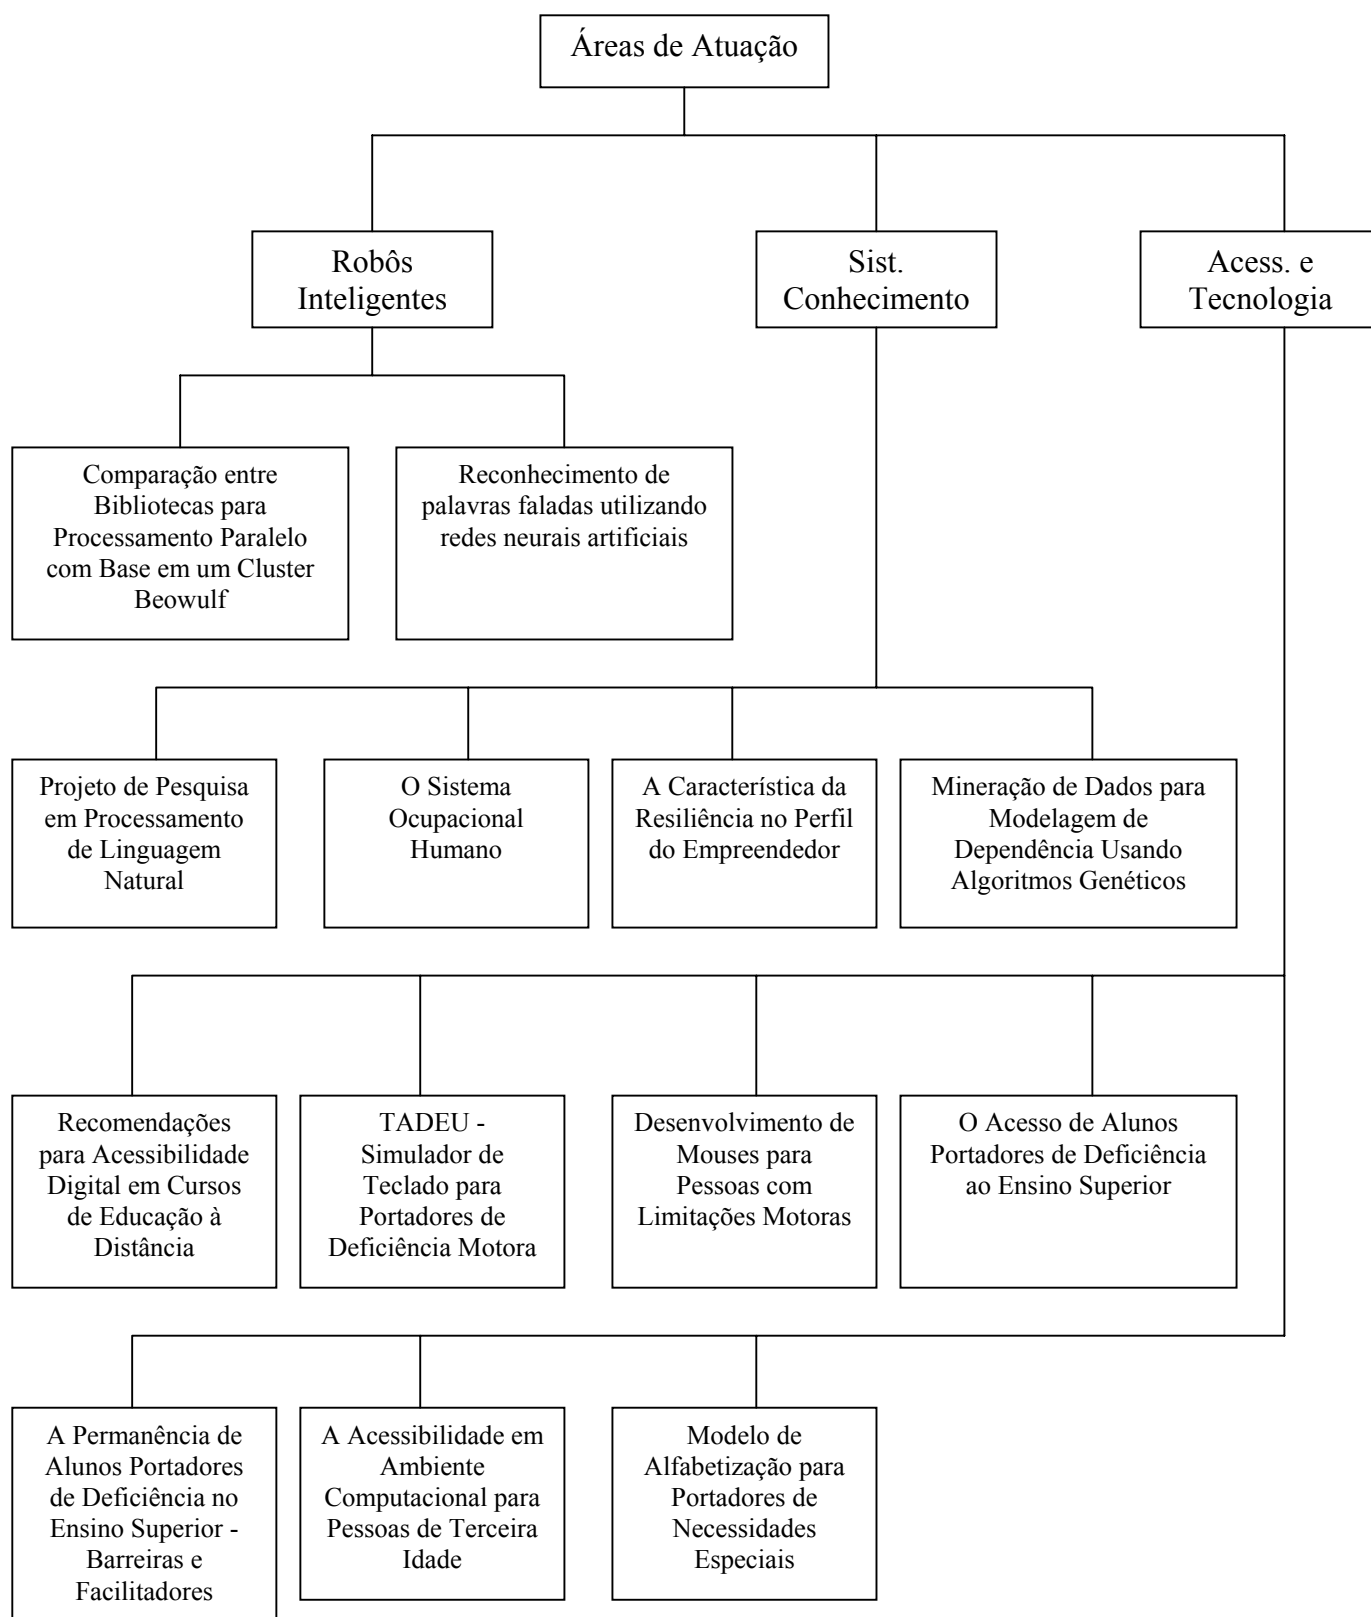 Áreas de Atuação
Robôs
Inteligentes
Sist.
Conhecimento
Acess. e
Tecnologia
Comparação entre
Bibliotecas para
Processamento Paralelo
com Base em um Cluster
Beowulf
Reconhecimento de
palavras faladas utilizando
redes neurais artificiais
Projeto de Pesquisa
em Processamento
de Linguagem
Natural
O Sistema
Ocupacional
Humano
A Característica da
Resiliência no Perfil
do Empreendedor
Mineração de Dados para
Modelagem de
Dependência Usando
Algoritmos Genéticos
Recomendações
para Acessibilidade
Digital em Cursos
de Educação à
Distância
TADEU -
Simulador de
Teclado para
Portadores de
Deficiência Motora
Desenvolvimento de
Mouses para
Pessoas com
Limitações Motoras
O Acesso de Alunos
Portadores de Deficiência
ao Ensino Superior
A Permanência de
Alunos Portadores
de Deficiência no
Ensino Superior -
Barreiras e
Facilitadores
A Acessibilidade em
Ambiente
Computacional para
Pessoas de Terceira
Idade
Modelo de
Alfabetização para
Portadores de
Necessidades
Especiais